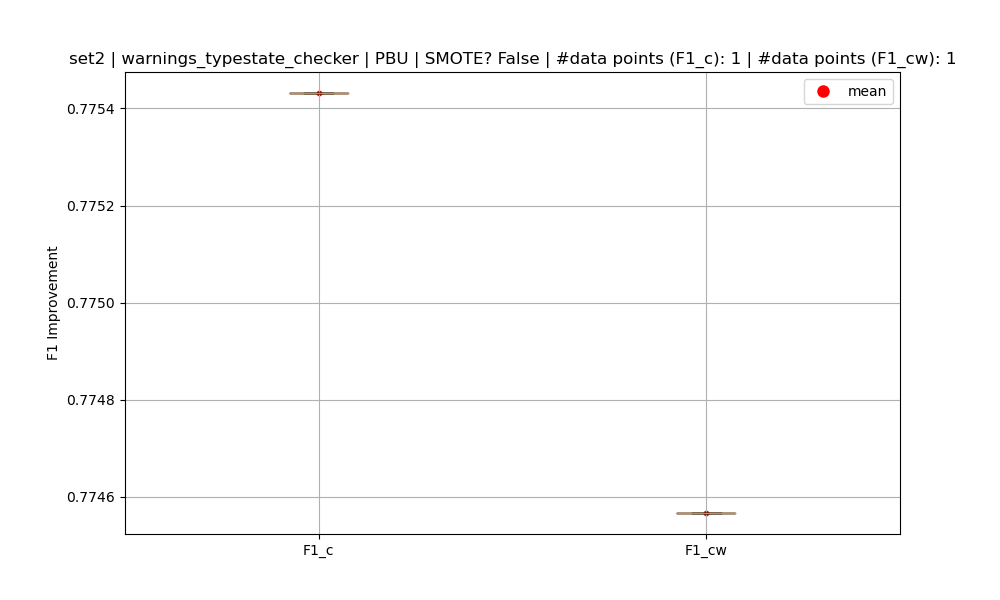 set2 | warnings_typestate_checker | PBU | SMOTE? False | #data points (F1_c): 1 | #data points (F1_cw): 1
mean
0.7754
0.7752
0.7750
0.7748
0.7746
F1 Improvement
F1_c
F1_cw